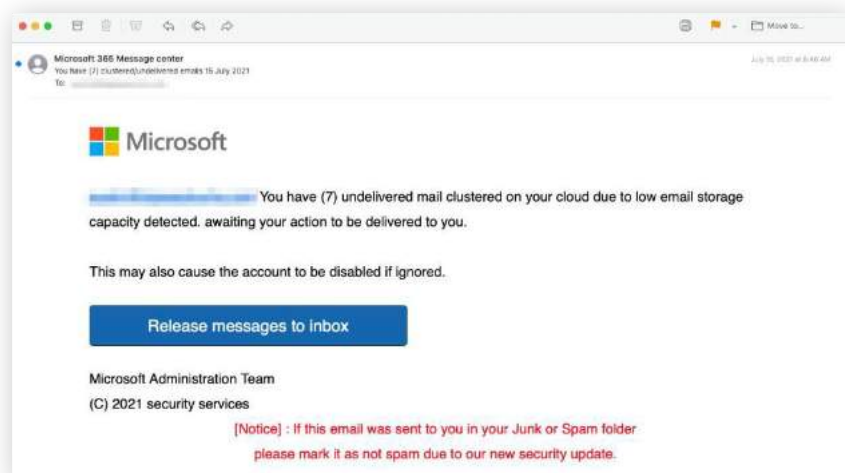 Move to...
Microsoft 365 Message center
You have (7) clustered/undelivered emails 15 July 2021
To:
Microsoft
You have (7) undelivered mail clustered on your cloud due to low email storage
capacity detected. awaiting your action to be delivered to you.
This may also cause the account to be disabled if ignored.
Release messages to inbox
Microsoft Administration Team
(C) 2021 security services
[Notice] : If this email was sent to you in your Junk or Spam folder
please mark it as not spam due to our new security update.